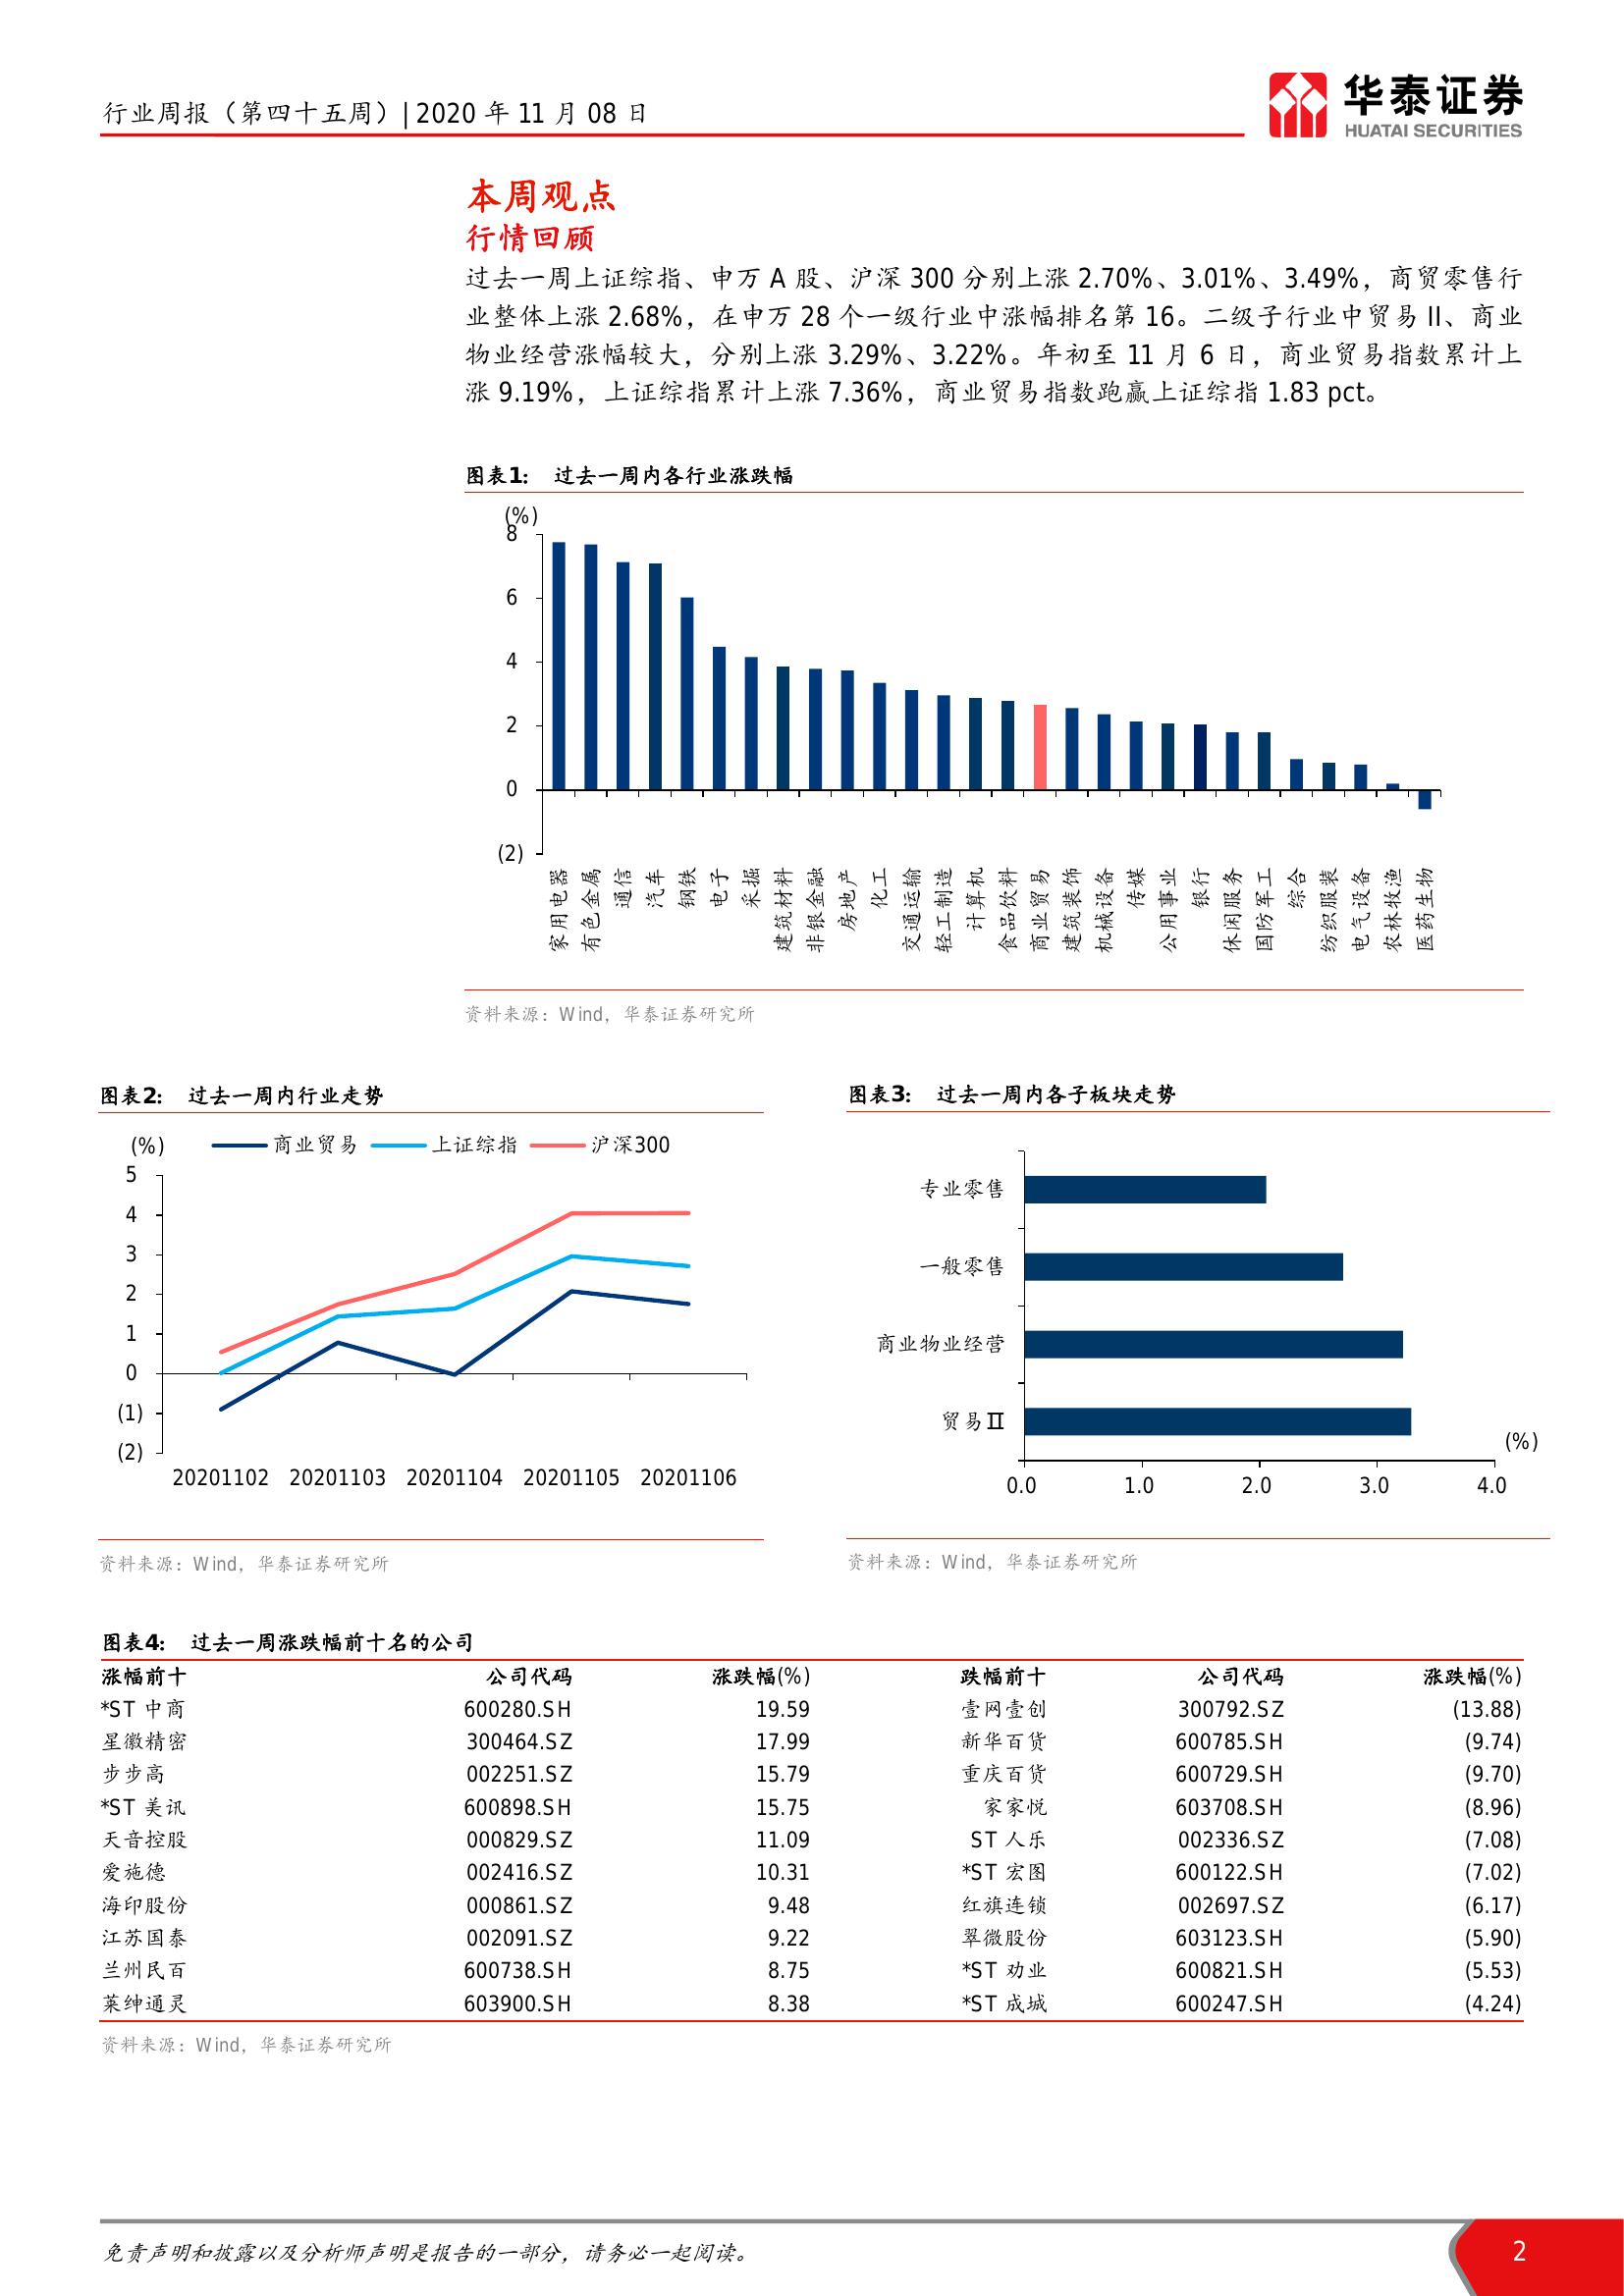 行业周报（第四十五周）| 2020 年 11 月 08 日
华泰证券
HUATAI SECURITIES
本周观点
行情回顾
过去一周上证综指、申万 A 股、沪深 300 分别上涨 2.70%、3.01%、3.49%，商贸零售行
业整体上涨 2.68%，在申万 28 个一级行业中涨幅排名第 16。二级子行业中贸易 II、商业
物业经营涨幅较大，分别上涨 3.29%、3.22%。年初至 11 月 6 日，商业贸易指数累计上
涨 9.19%，上证综指累计上涨 7.36%，商业贸易指数跑赢上证综指 1.83 pct。
图表1： 过去一周内各行业涨跌幅
(%)
8
6
4
2
0
(2)
家用电器
有色金属
通信
汽车
钢铁
电子
采掘
建筑材料
非银金融
房地产
化工
交通运输
轻工制造
计算机
食品饮料
商业贸易
建筑装饰
机械设备
传媒
公用事业
银行
休闲服务
国防军工
综合
纺织服装
电气设备
农林牧渔
医药生物
资料来源：Wind，华泰证券研究所
图表2： 过去一周内行业走势
(%) 商业贸易 上证综指 沪深300
5
4
3
2
1
0
(1)
(2)
20201102 20201103 20201104 20201105 20201106
资料来源：Wind，华泰证券研究所
图表3： 过去一周内各子板块走势
专业零售
一般零售
商业物业经营
贸易Ⅱ
(%)
0.0 1.0 2.0 3.0 4.0
资料来源：Wind，华泰证券研究所
图表4： 过去一周涨跌幅前十名的公司
涨幅前十 公司代码 涨跌幅(%) 跌幅前十 公司代码 涨跌幅(%)
*ST 中商 600280.SH 19.59 壹网壹创 300792.SZ (13.88)
星徽精密 300464.SZ 17.99 新华百货 600785.SH (9.74)
步步高 002251.SZ 15.79 重庆百货 600729.SH (9.70)
*ST 美讯 600898.SH 15.75 家家悦 603708.SH (8.96)
天音控股 000829.SZ 11.09 ST 人乐 002336.SZ (7.08)
爱施德 002416.SZ 10.31 *ST 宏图 600122.SH (7.02)
海印股份 000861.SZ 9.48 红旗连锁 002697.SZ (6.17)
江苏国泰 002091.SZ 9.22 翠微股份 603123.SH (5.90)
兰州民百 600738.SH 8.75 *ST 劝业 600821.SH (5.53)
莱绅通灵 603900.SH 8.38 *ST 成城 600247.SH (4.24)
资料来源：Wind，华泰证券研究所
免责声明和披露以及分析师声明是报告的一部分，请务必一起阅读。
2